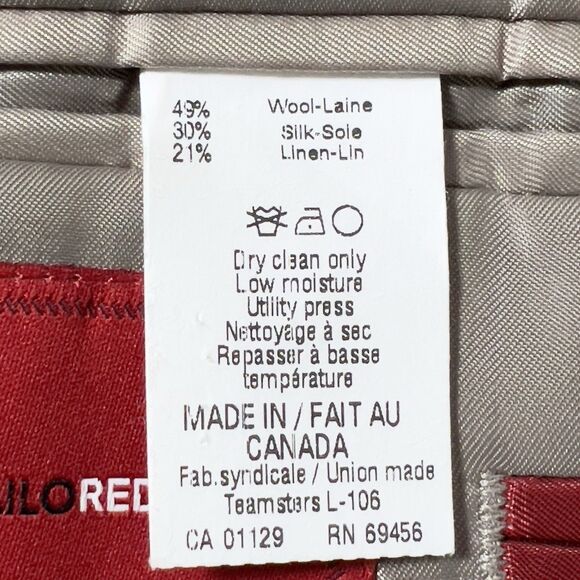 49% Wool-Laine
30% Silk-Soie
21% Linen-Lin
Dry clean only
Low moisture
Utility press
Nettoyage à sec
Repasser à basse
température
MADE IN / FAIT AU
CANADA
Fab.syndicale / Union made
Teamsters L-106
CA 01129 RN 69456
ILORED